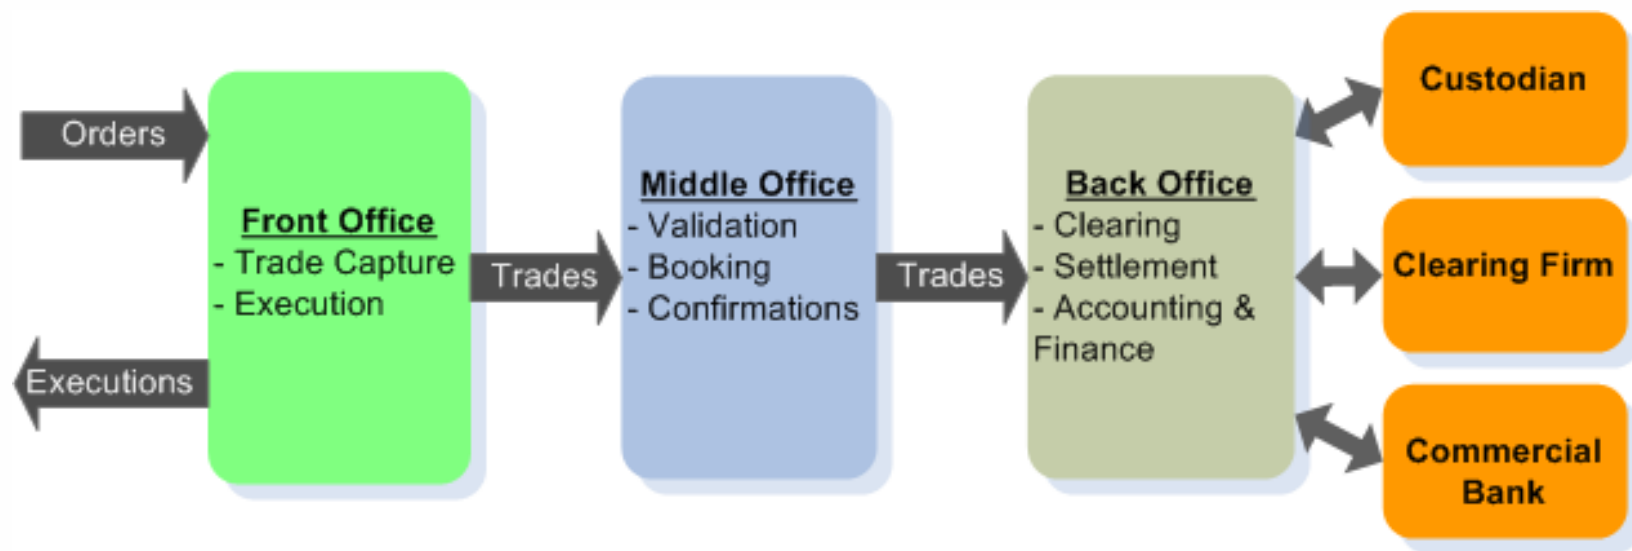 Orders
Executions
Front Office
- Trade Capture
- Execution
Trades
Middle Office
- Validation
- Booking
- Confirmations
Trades
Back Office
- Clearing
- Settlement
- Accounting &
Finance
Custodian
Clearing Firm
Commercial
Bank